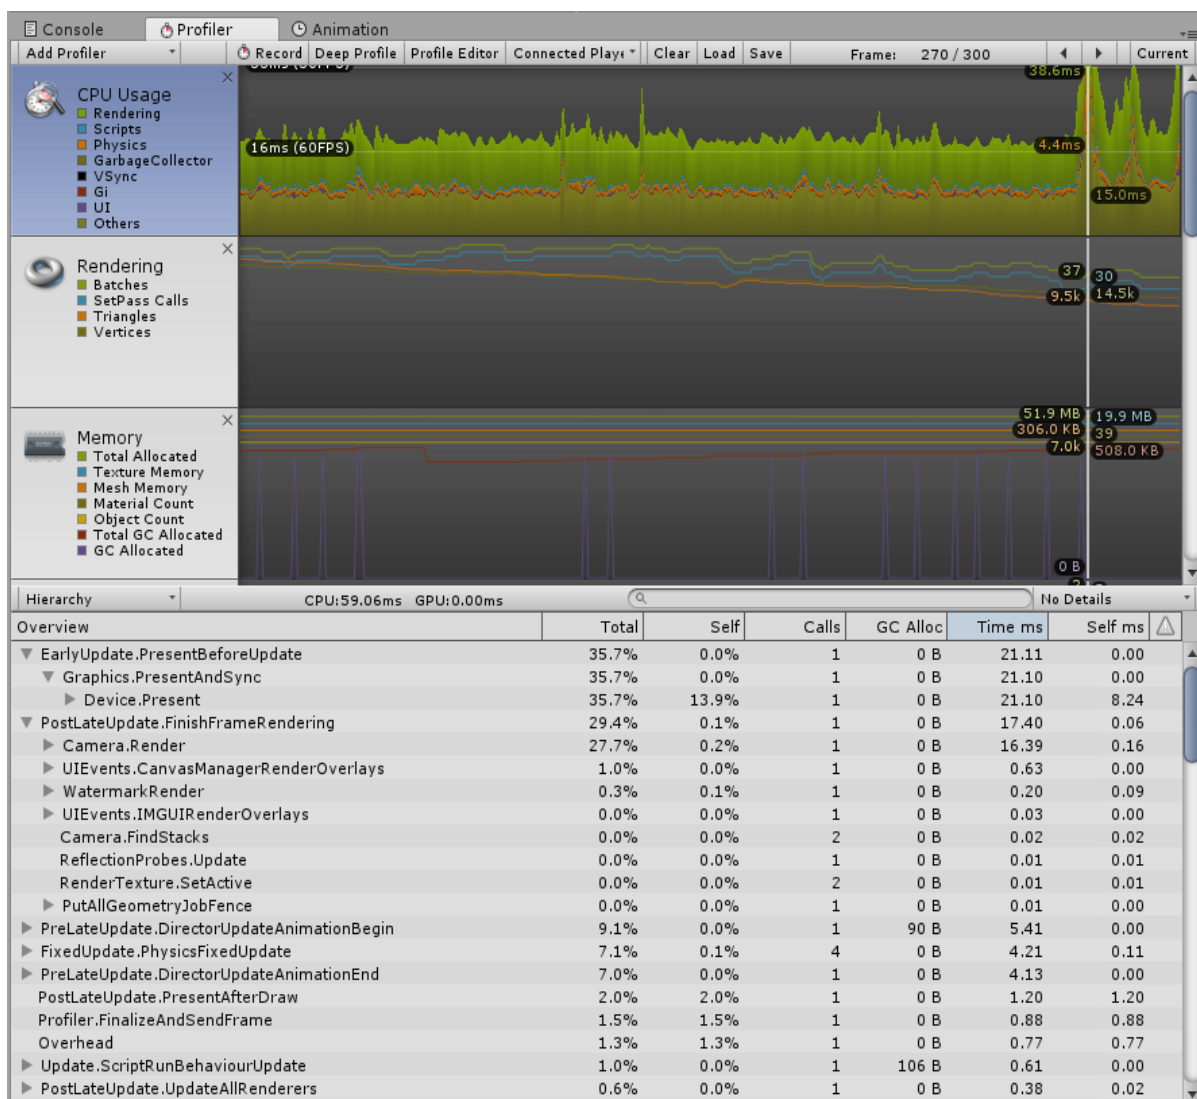 Console Profiler Animation
Add Profiler Record Deep Profile Profile Editor Connected Playe Clear Load Save Frame: 270 / 300 Current
CPU Usage
Rendering
Scripts
Physics
GarbageCollector
VSync
Gi
UI
Others
38.6ms
16ms (60FPS)
4.4ms
15.0ms
Rendering
Batches
SetPass Calls
Triangles
Vertices
37 30
9.5k 14.5k
Memory
Total Allocated
Texture Memory
Mesh Memory
Material Count
Object Count
Total GC Allocated
GC Allocated
51.9 MB 19.9 MB
306.0 KB 39
7.0k 508.0 KB
0 B
Hierarchy CPU:59.06ms GPU:0.00ms No Details
Overview Total Self Calls GC Alloc Time ms Self ms
EarlyUpdate.PresentBeforeUpdate 35.7% 0.0% 1 0 B 21.11 0.00
Graphics.PresentAndSync 35.7% 0.0% 1 0 B 21.10 0.00
Device.Present 35.7% 13.9% 1 0 B 21.10 8.24
PostLateUpdate.FinishFrameRendering 29.4% 0.1% 1 0 B 17.40 0.06
Camera.Render 27.7% 0.2% 1 0 B 16.39 0.16
UIEvents.CanvasManagerRenderOverlays 1.0% 0.0% 1 0 B 0.63 0.00
WatermarkRender 0.3% 0.1% 1 0 B 0.20 0.09
UIEvents.IMGUIRenderOverlays 0.0% 0.0% 1 0 B 0.03 0.00
Camera.FindStacks 0.0% 0.0% 2 0 B 0.02 0.02
ReflectionProbes.Update 0.0% 0.0% 1 0 B 0.01 0.01
RenderTexture.SetActive 0.0% 0.0% 2 0 B 0.01 0.01
PutAllGeometryJobFence 0.0% 0.0% 1 0 B 0.01 0.00
PreLateUpdate.DirectorUpdateAnimationBegin 9.1% 0.0% 1 90 B 5.41 0.00
FixedUpdate.PhysicsFixedUpdate 7.1% 0.1% 4 0 B 4.21 0.11
PreLateUpdate.DirectorUpdateAnimationEnd 7.0% 0.0% 1 0 B 4.13 0.00
PostLateUpdate.PresentAfterDraw 2.0% 2.0% 1 0 B 1.20 1.20
Profiler.FinalizeAndSendFrame 1.5% 1.5% 1 0 B 0.88 0.88
Overhead 1.3% 1.3% 1 0 B 0.77 0.77
Update.ScriptRunBehaviourUpdate 1.0% 0.0% 1 106 B 0.61 0.00
PostLateUpdate.UpdateAllRenderers 0.6% 0.0% 1 0 B 0.38 0.02